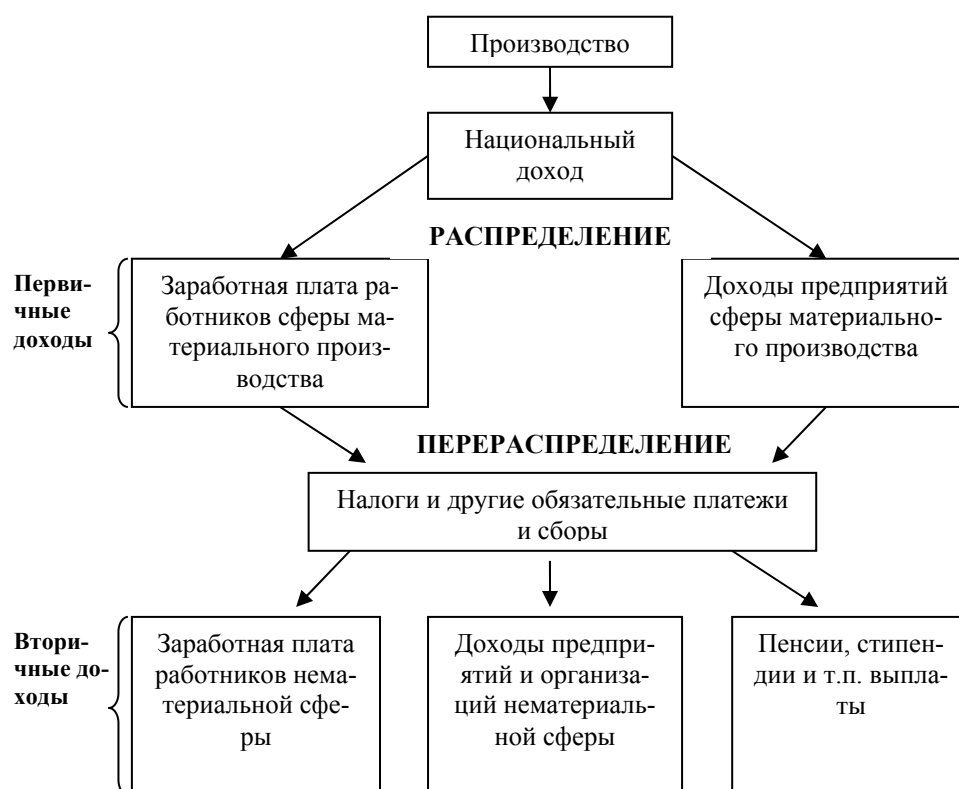 Производство
Национальный
доход
РАСПРЕДЕЛЕНИЕ
Перви-
чные
доходы
Заработная плата ра-
ботников сферы ма-
териального произ-
водства
Доходы предприятий
сферы материально-
го производства
ПЕРЕРАСПРЕДЕЛЕНИЕ
Налоги и другие обязательные платежи
и сборы
Втори-
чные до-
ходы
Заработная плата
работников нема-
териальной сфе-
ры
Доходы предпри-
ятий и организа-
ций нематериаль-
ной сферы
Пенсии, стипен-
дии и т.п. выпла-
ты